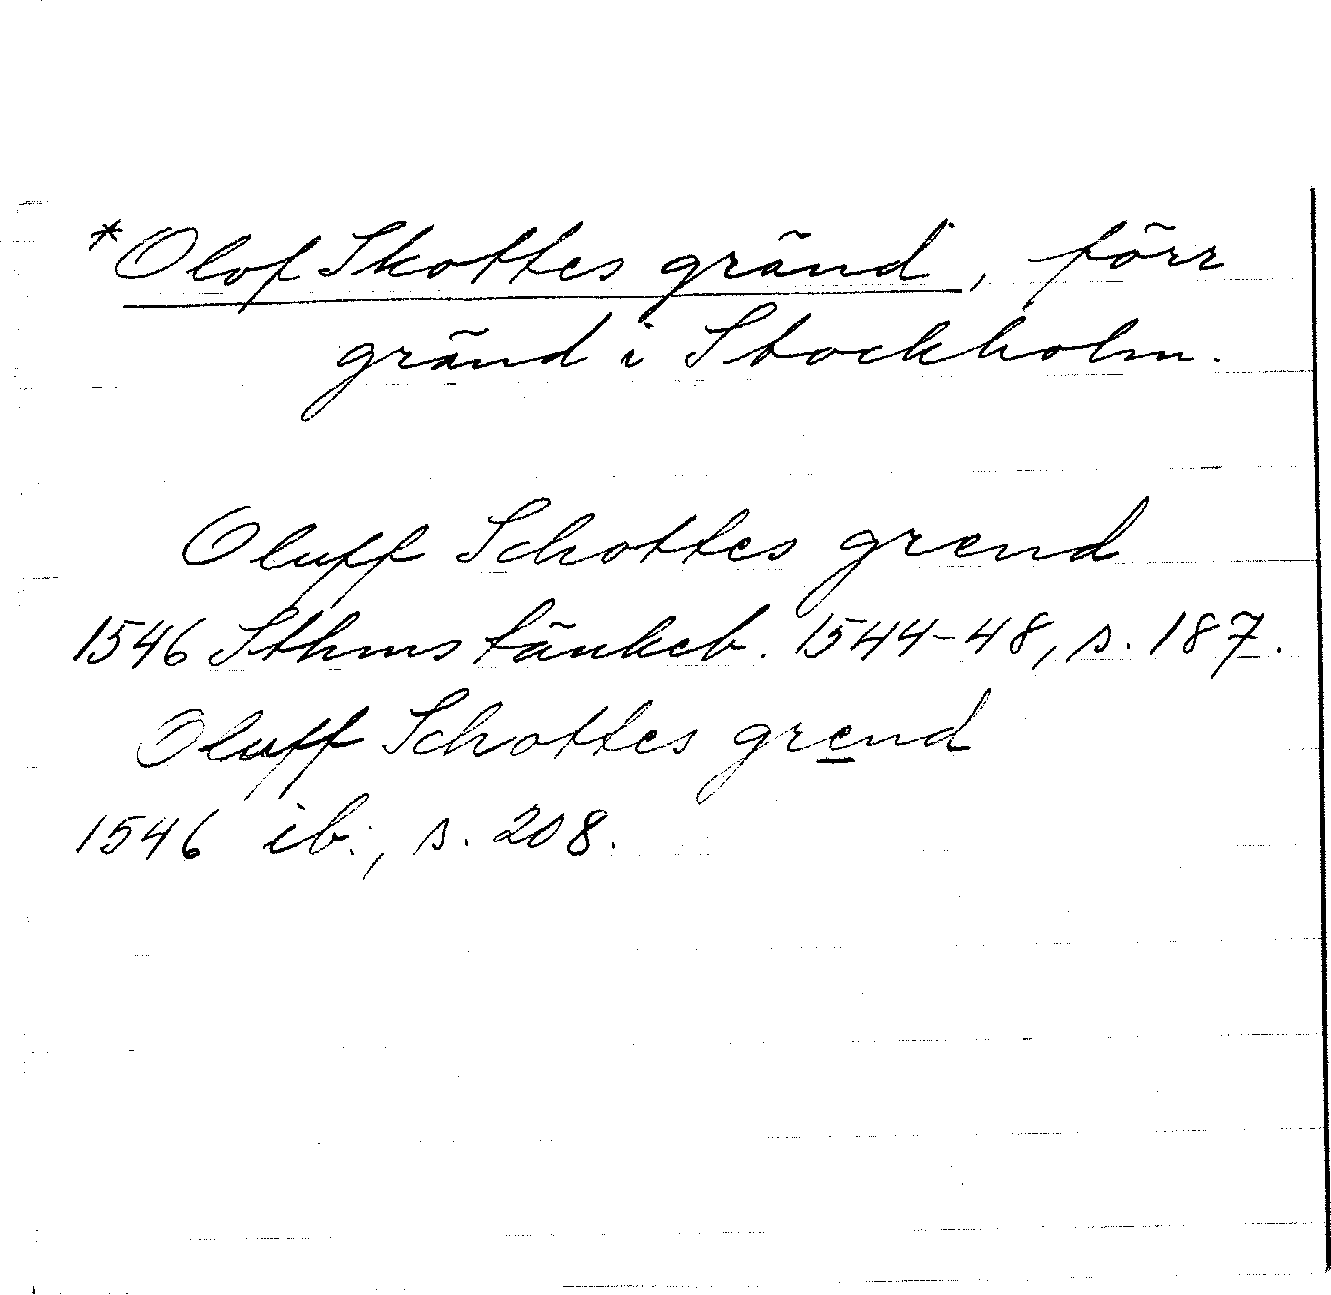 *Olof Skottes gränd, förr
gränd i Stockholm.
Oluff Schottes grend
1546 Sthms tänkeb. 1544-48, s. 187.
Oluff Schottes grend
1546 ib., s. 208.